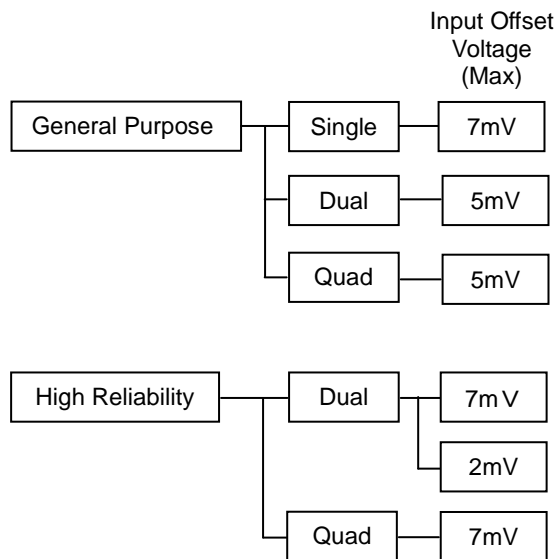 Input Offset
Voltage
(Max)
General Purpose
Single
7mV
Dual
5mV
Quad
5mV
High Reliability
Dual
7mV
2mV
Quad
7mV